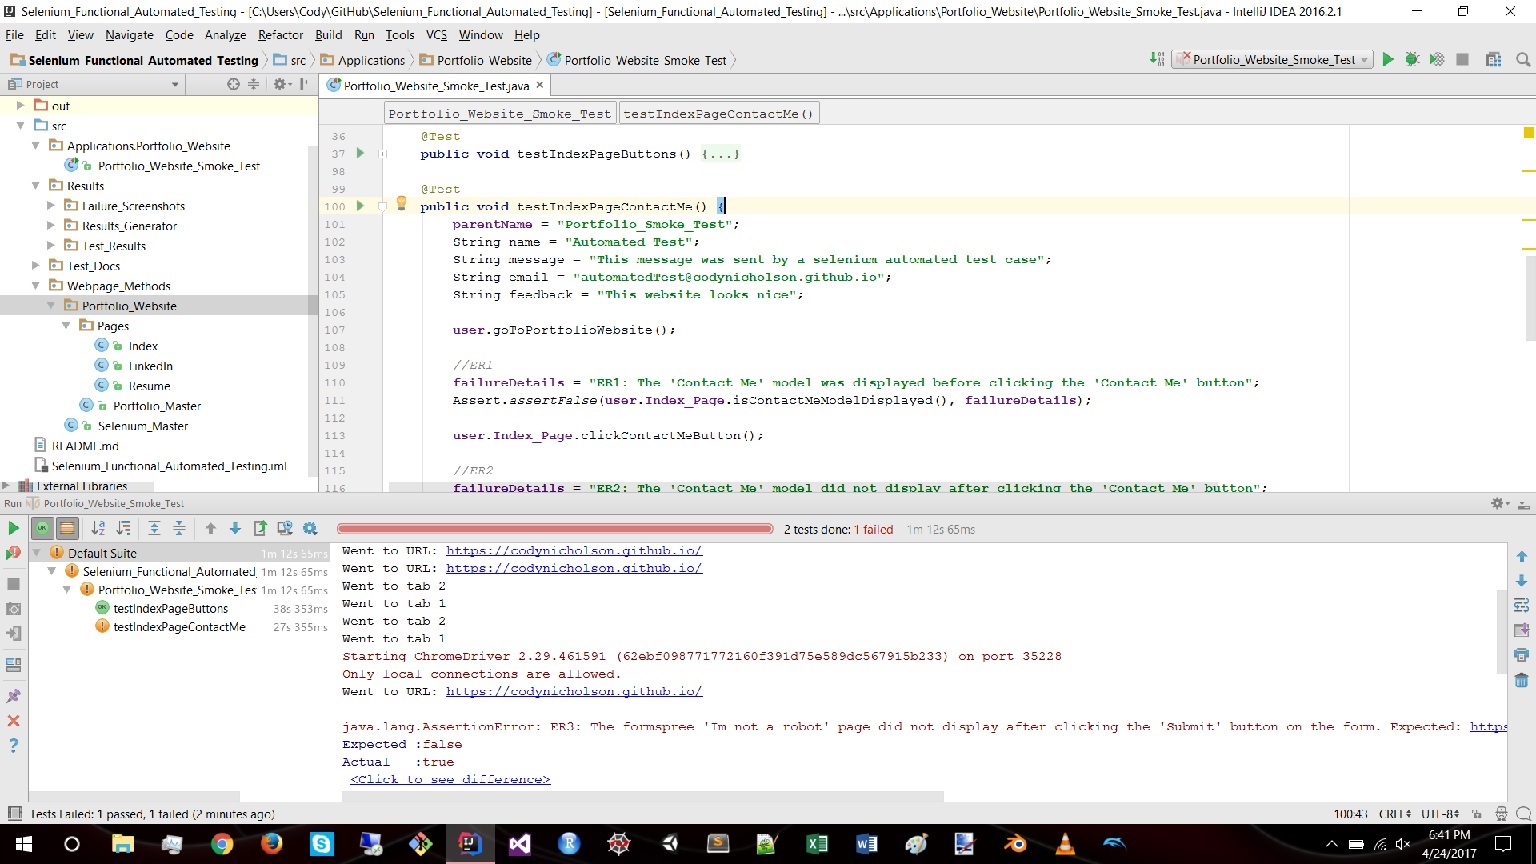 Selenium_Functional_Automated_Testing - [C:\Users\Cody\GitHub\Selenium_Functional_Automated_Testing] - [Selenium_Functional_Automated_Testing] - ...\src\Applications\Portfolio_Website\Portfolio_Website_Smoke_Test.java - IntelliJ IDEA 2016.2.1
File Edit View Navigate Code Analyze Refactor Build Run Tools VCS Window Help
Selenium_Functional_Automated_Testing src Applications Portfolio_Website Portfolio_Website_Smoke_Test
Portfolio_Website_Smoke_Test
Project
Portfolio_Website_Smoke_Test.java
out
src
Applications.Portfolio_Website
Portfolio_Website_Smoke_Test
Results
Failure_Screenshots
Results_Generator
Test_Results
Test_Docs
Webpage_Methods
Portfolio_Website
Pages
Index
LinkedIn
Resume
Portfolio_Master
Selenium_Master
README.md
Selenium_Functional_Automated_Testing.iml
External Libraries
Portfolio_Website_Smoke_Test testIndexPageContactMe()
36 @Test
37 public void testIndexPageButtons() {...}
98
99 @Test
100 public void testIndexPageContactMe() {
101 parentName = "Portfolio_Smoke_Test";
102 String name = "Automated Test";
103 String message = "This message was sent by a selenium automated test case";
104 String email = "automatedTest@codynicholson.github.io";
105 String feedback = "This website looks nice";
106
107 user.goToPortfolioWebsite();
108
109 //ER1
110 failureDetails = "ER1: The 'Contact Me' model was displayed before clicking the 'Contact Me' button";
111 Assert.assertFalse(user.Index_Page.isContactMeModelDisplayed(), failureDetails);
112
113 user.Index_Page.clickContactMeButton();
114
115 //ER2
116 failureDetails = "ER2: The 'Contact Me' model did not display after clicking the 'Contact Me' button";
Run Portfolio_Website_Smoke_Test
2 tests done: 1 failed 1m 12s 65ms
Default Suite 1m 12s 65ms
Selenium_Functional_Automated_ 1m 12s 65ms
Portfolio_Website_Smoke_Tes 1m 12s 65ms
testIndexPageButtons 38s 353ms
testIndexPageContactMe 27s 355ms
Went to URL: https://codynicholson.github.io/
Went to URL: https://codynicholson.github.io/
Went to tab 2
Went to tab 1
Went to tab 2
Went to tab 1
Starting ChromeDriver 2.29.461591 (62ebf098771772160f391d75e589dc567915b233) on port 35228
Only local connections are allowed.
Went to URL: https://codynicholson.github.io/
java.lang.AssertionError: ER3: The formspree 'Im not a robot' page did not display after clicking the 'Submit' button on the form. Expected: https
Expected :false
Actual :true
<Click to see difference>
Tests Failed: 1 passed, 1 failed (2 minutes ago)
100:43 CRLF UTF-8
6:41 PM
4/24/2017